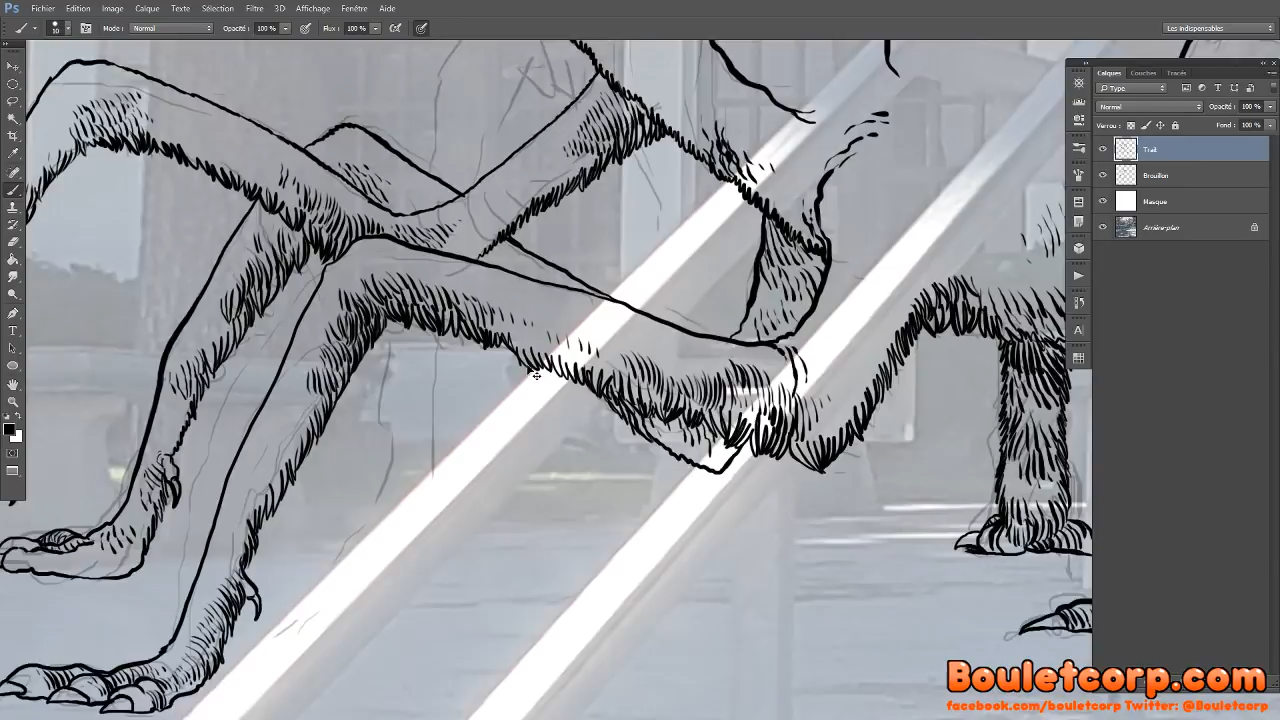 Ps Fichier Edition Image Calque Texte Sélection Filtre 3D Affichage Fenêtre Aide
10 Mode : Normal Opacité : 100 % Flux : 100 % Les indispensables
Calques Couches Tracés
Type
Normal Opacité : 100 %
Verrou : Fond : 100 %
Trait
Brouillon
Masque
Arrière-plan
Bouletcorp.com
facebook.com/bouletcorp Twitter: @Bouletcorp